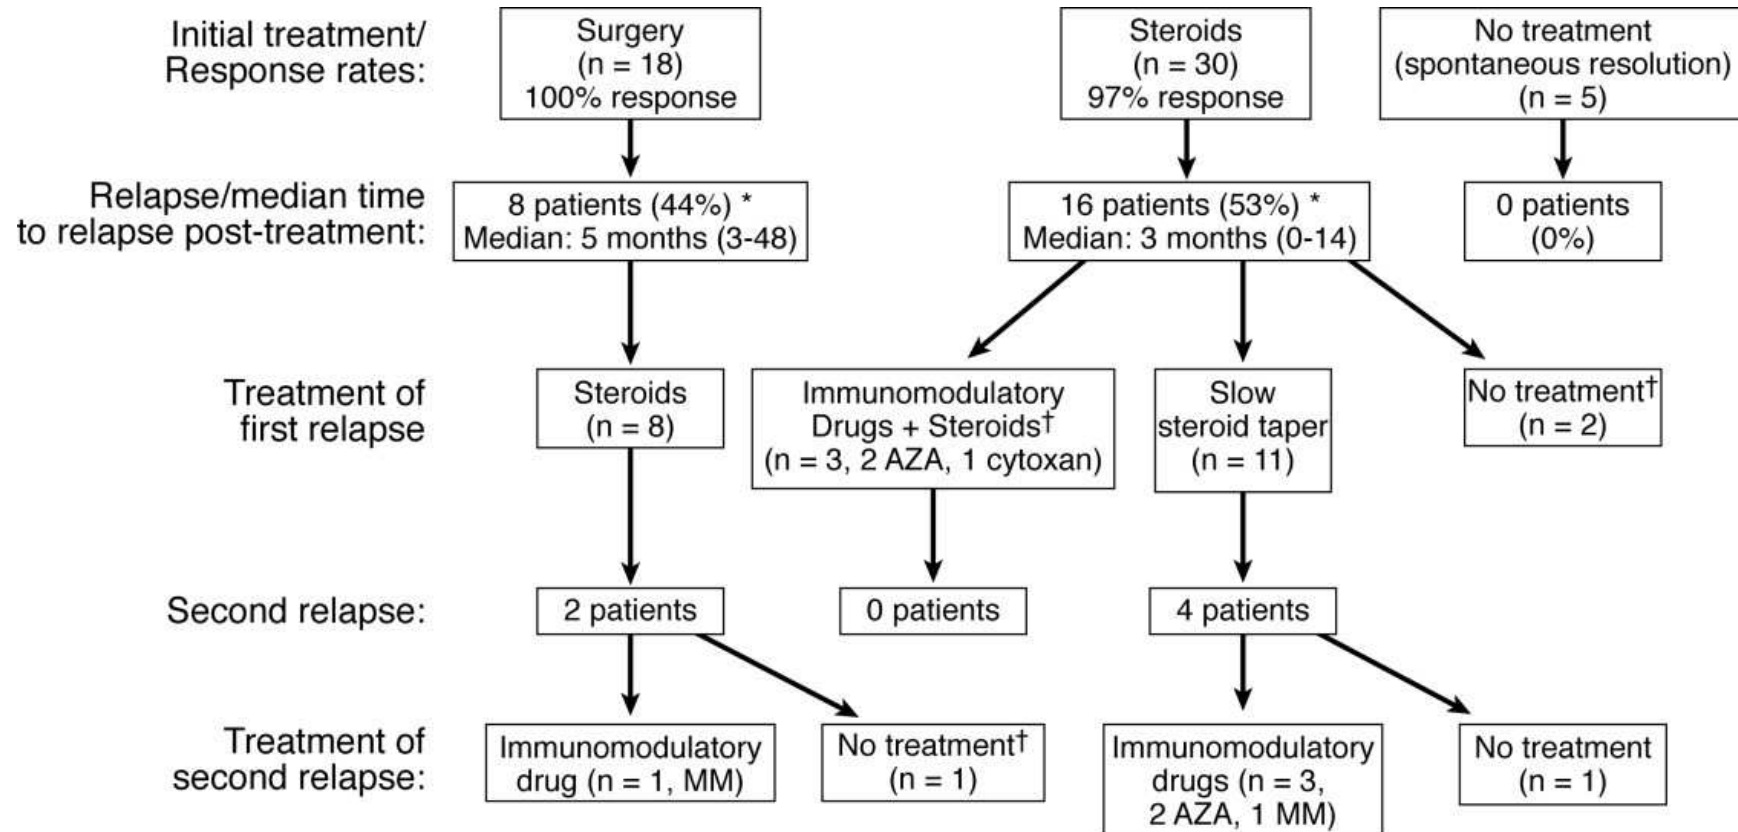 Initial treatment/
Response rates:
Surgery
(n = 18)
100% response
Steroids
(n = 30)
97% response
No treatment
(spontaneous resolution)
(n = 5)
Relapse/median time
to relapse post-treatment:
8 patients (44%) *
Median: 5 months (3-48)
16 patients (53%) *
Median: 3 months (0-14)
0 patients
(0%)
Treatment of
first relapse
Steroids
(n = 8)
Immunomodulatory
Drugs + Steroids†
(n = 3, 2 AZA, 1 cytoxan)
Slow
steroid taper
(n = 11)
No treatment†
(n = 2)
Second relapse:
2 patients
0 patients
4 patients
Treatment of
second relapse:
Immunomodulatory
drug (n = 1, MM)
No treatment†
(n = 1)
Immunomodulatory
drugs (n = 3,
2 AZA, 1 MM)
No treatment
(n = 1)